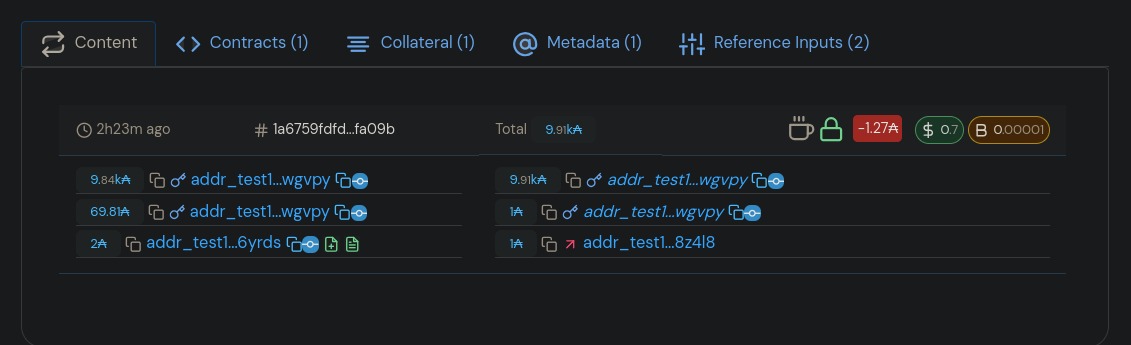 Content Contracts (1) Collateral (1) Metadata (1) Reference Inputs (2)
2h23m ago # 1a6759fdfd...fa09b Total 9.91k₳ -1.27₳ $ 0.7 B 0.00001
9.84k₳ addr_test1...wgvpy 9.91k₳ addr_test1...wgvpy
69.81₳ addr_test1...wgvpy 1₳ addr_test1...wgvpy
2₳ addr_test1...6yrds 1₳ addr_test1...8z4l8